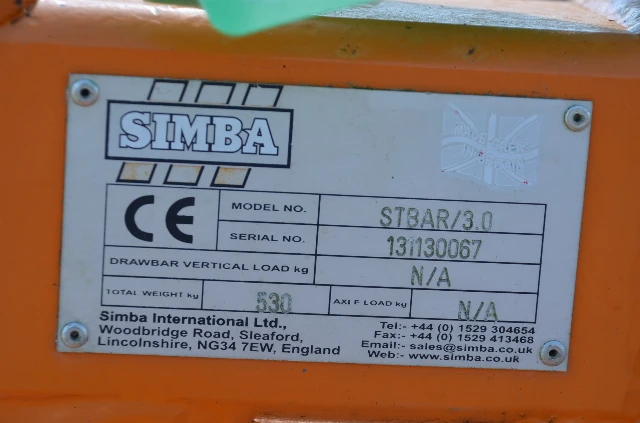 SIMBA
CE
MODEL NO. STBAR/3.0
SERIAL NO. 131130067
DRAWBAR VERTICAL LOAD kg N/A
TOTAL WEIGHT kg 530 AXLE LOAD kg N/A
Simba International Ltd.,
Woodbridge Road, Sleaford,
Lincolnshire, NG34 7EW, England
Tel:- +44 (0) 1529 304654
Fax:- +44 (0) 1529 413468
Email:- sales@simba.co.uk
Web:- www.simba.co.uk